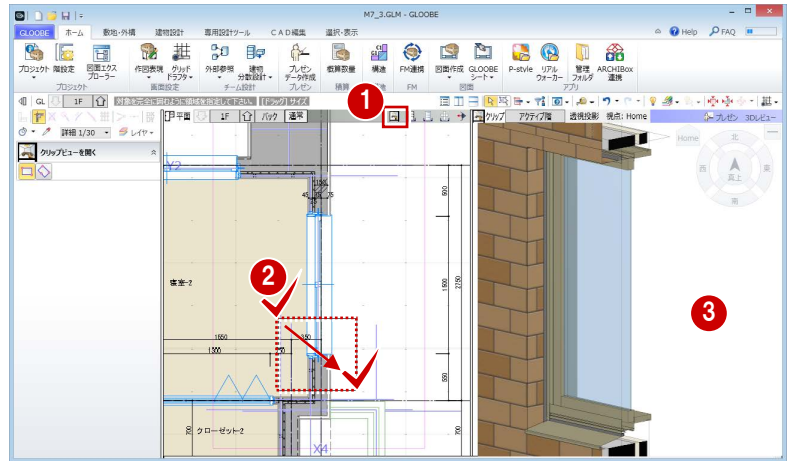 M7_3.GLM - GLOOBE
GLOOBE ホーム 敷地・外構 建物設計 専用設計ツール CAD編集 選択・表示 Help FAQ
プロジェクト 階設定 図面エクスプローラー 作図表現 グリッドドラフタ 外部参照 建物分散設計 プレゼンデータ作成 概算数量 構造 FM連携 図面作成 GLOOBEシート P-style リアルウォーカー 管理フォルダ ARCHIBox連携
プロジェクト 画面設定 チーム設計 プレゼン 積算 FM 図面 アプリ
1
GL 1F 対象を完全に囲むように領域を指定して下さい。 [ドラッグ] サイズ
詳細 1/30 レイヤ
平面 1F バック 通常
クリップ アクティブ階 透視投影 視点: Home プレゼン 3Dビュー
クリップビューを開く
Home 北 西 真上 東 南
Y2
150
45 75
600
寝室-2
2
1500 2750
3
1650 350
1300
550
クローゼット-2
X4